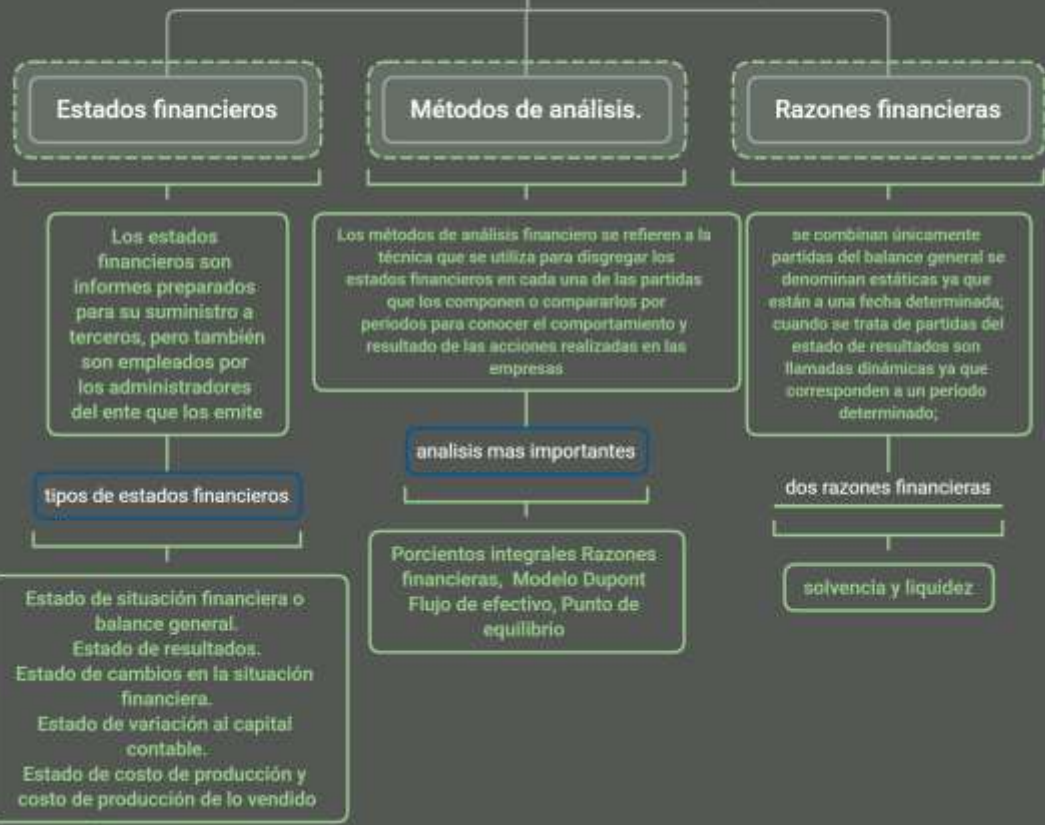 Estados financieros
Los estados
financieros son
informes preparados
para su suministro a
terceros, pero también
son empleados por
los administradores
del ente que los emite
tipos de estados financieros
Estado de situación financiera o
balance general.
Estado de resultados.
Estado de cambios en la situación
financiera.
Estado de variación al capital
contable.
Estado de costo de producción y
costo de producción de lo vendido
Métodos de análisis.
Los métodos de análisis financiero se refieren a la
técnica que se utiliza para disgregar los
estados financieros en cada una de las partidas
que los componen o compararlos por
periodos para conocer el comportamiento y
resultado de las acciones realizadas en las
empresas
analisis mas importantes
Porcientos integrales Razones
financieras, Modelo Dupont
Flujo de efectivo, Punto de
equilibrio
Razones financieras
se combinan únicamente
partidas del balance general se
denominan estáticas ya que
están a una fecha determinada;
cuando se trata de partidas del
estado de resultados son
llamadas dinámicas ya que
corresponden a un período
determinado;
dos razones financieras
solvencia y liquidez